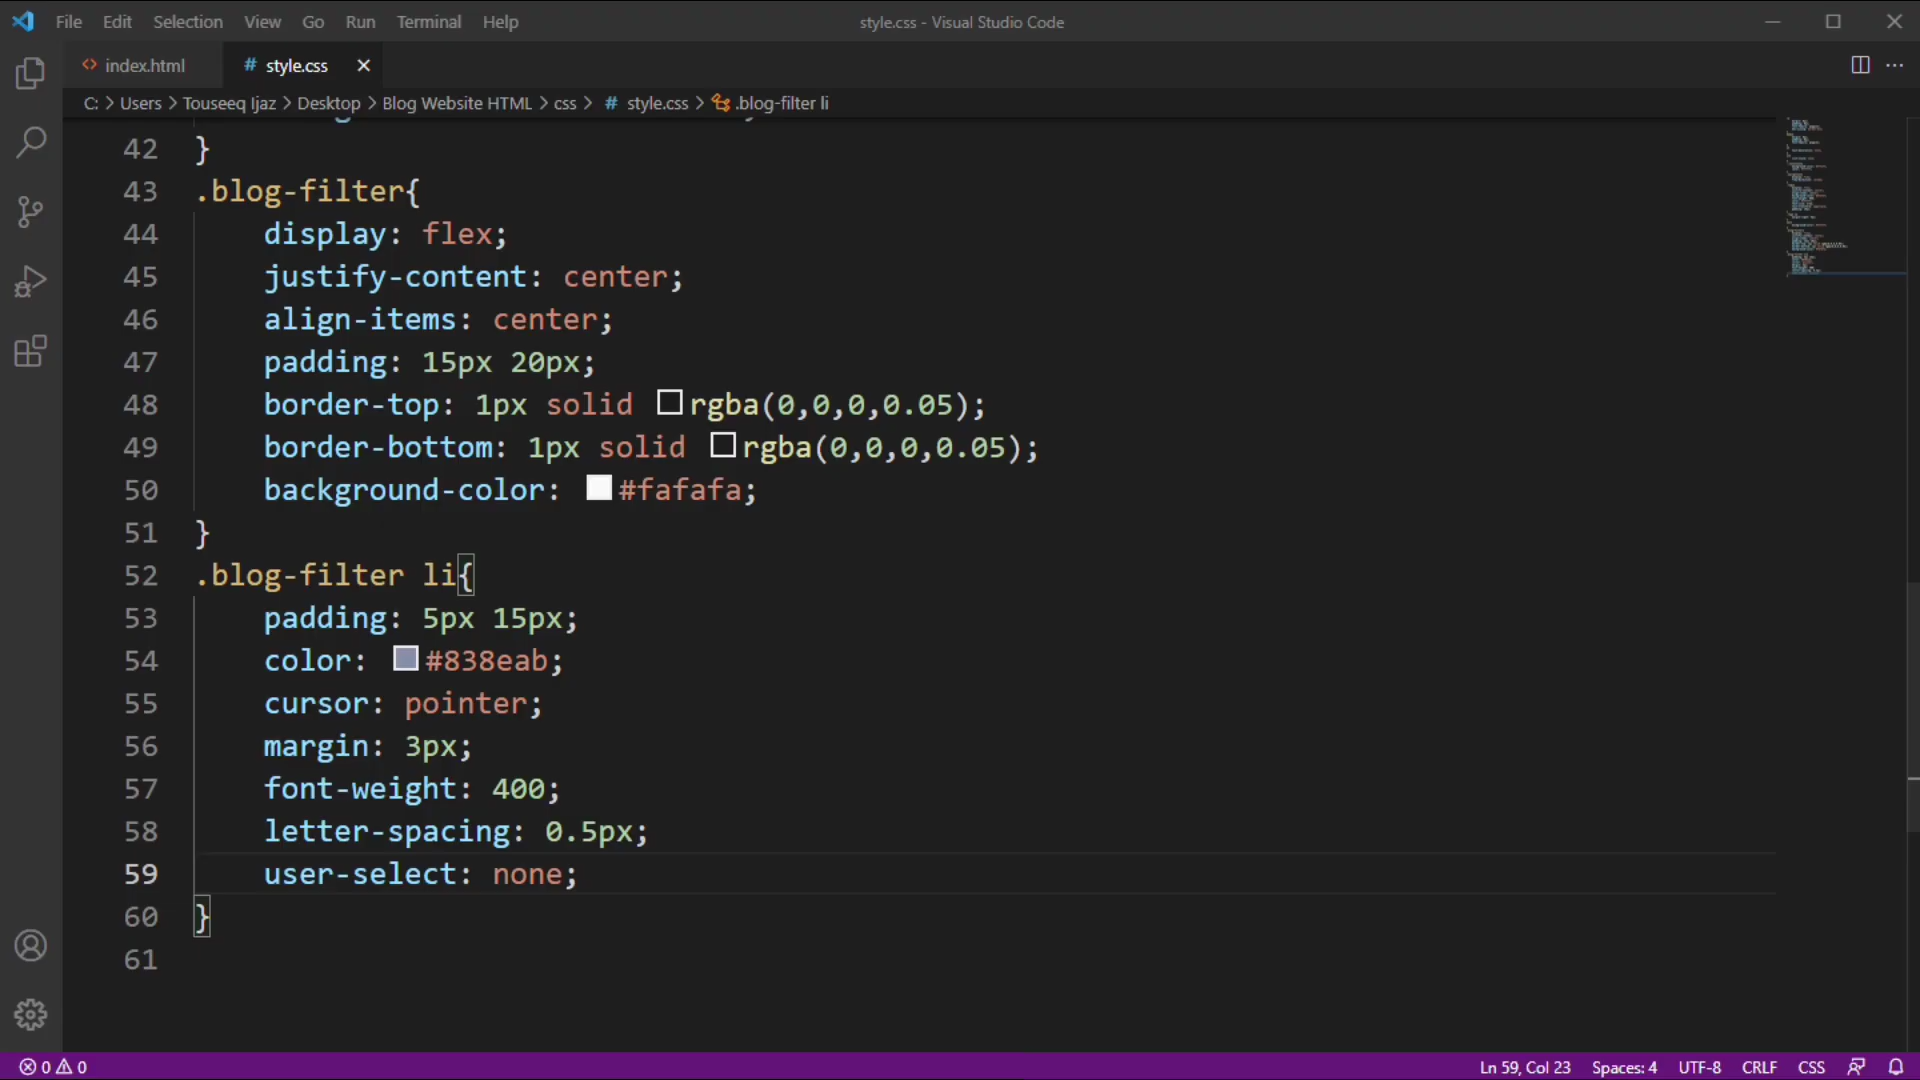 File Edit Selection View Go Run Terminal Help style.css - Visual Studio Code
<> index.html # style.css
C: > Users > Touseeq Ijaz > Desktop > Blog Website HTML > css > # style.css > .blog-filter li
42 }
43 .blog-filter{
44 display: flex;
45 justify-content: center;
46 align-items: center;
47 padding: 15px 20px;
48 border-top: 1px solid rgba(0,0,0,0.05);
49 border-bottom: 1px solid rgba(0,0,0,0.05);
50 background-color: #fafafa;
51 }
52 .blog-filter li{
53 padding: 5px 15px;
54 color: #838eab;
55 cursor: pointer;
56 margin: 3px;
57 font-weight: 400;
58 letter-spacing: 0.5px;
59 user-select: none;
60 }
61
0 0 Ln 59, Col 23 Spaces: 4 UTF-8 CRLF CSS